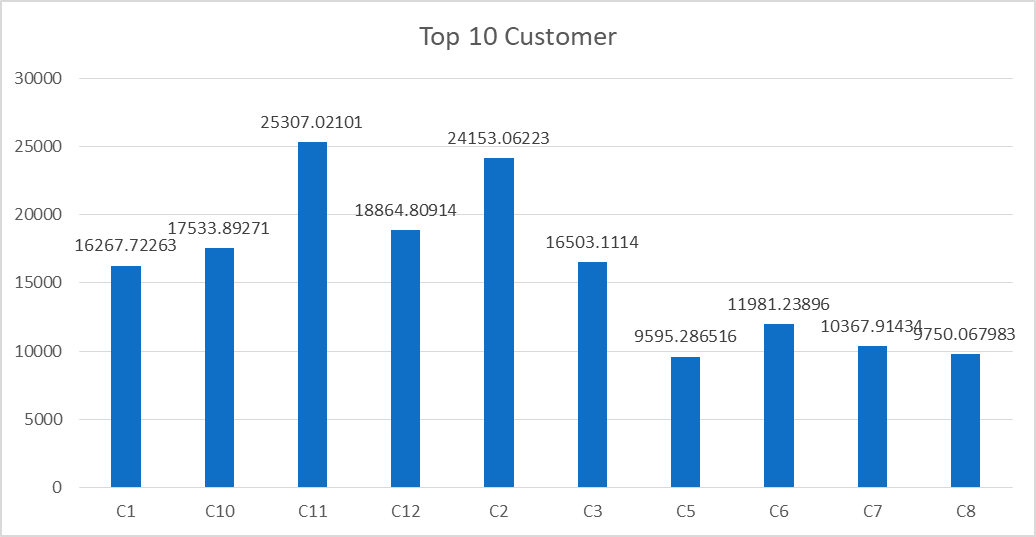 Top 10 Customer
30000
25000
20000
15000
10000
5000
0
16267.72263
17533.89271
25307.02101
18864.80914
24153.06223
16503.1114
9595.286516
11981.23896
10367.91434
9750.067983
C1
C10
C11
C12
C2
C3
C5
C6
C7
C8